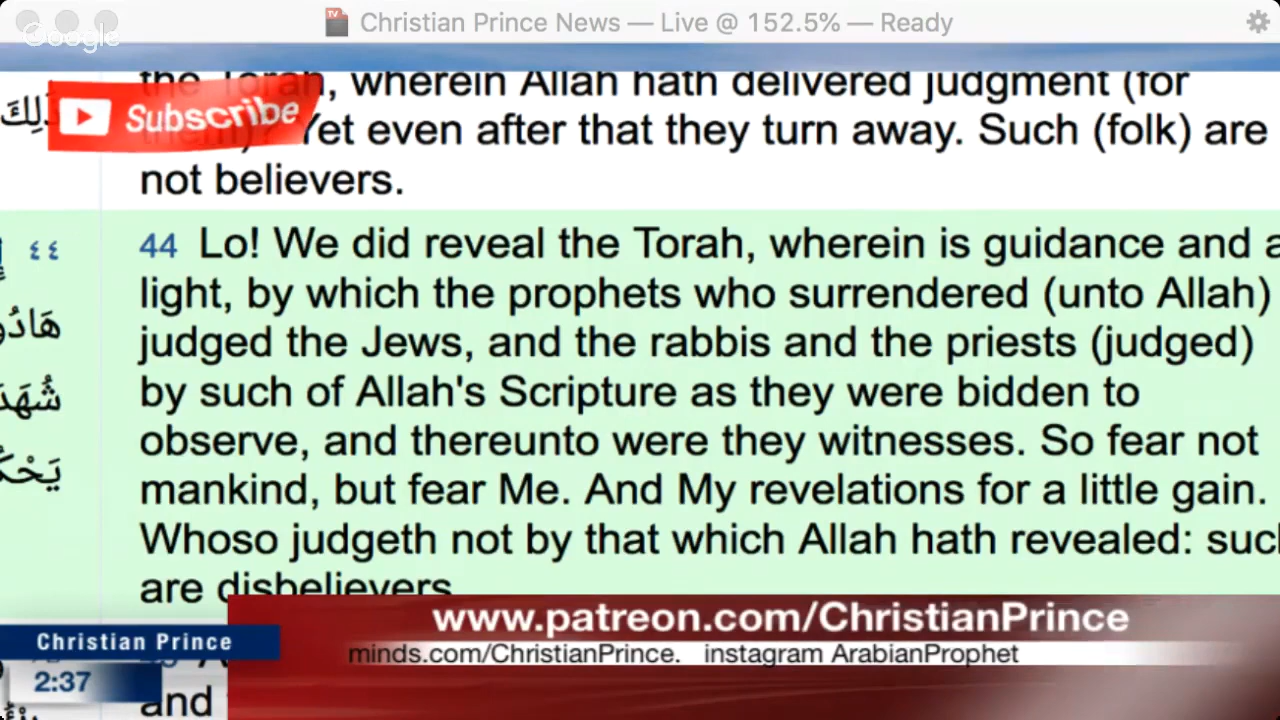 Christian Prince News — Live @ 152.5% — Ready
Google
TV
the Torah, wherein Allah hath delivered judgment (for
ذَٰلِكَ
Subscribe
them)? Yet even after that they turn away. Such (folk) are
not believers.
٤٤
44 Lo! We did reveal the Torah, wherein is guidance and a
light, by which the prophets who surrendered (unto Allah)
judged the Jews, and the rabbis and the priests (judged)
by such of Allah's Scripture as they were bidden to
observe, and thereunto were they witnesses. So fear not
mankind, but fear Me. And My revelations for a little gain.
Whoso judgeth not by that which Allah hath revealed: such
are disbelievers.
www.patreon.com/ChristianPrince
Christian Prince
minds.com/ChristianPrince. instagram ArabianProphet
2:37
and